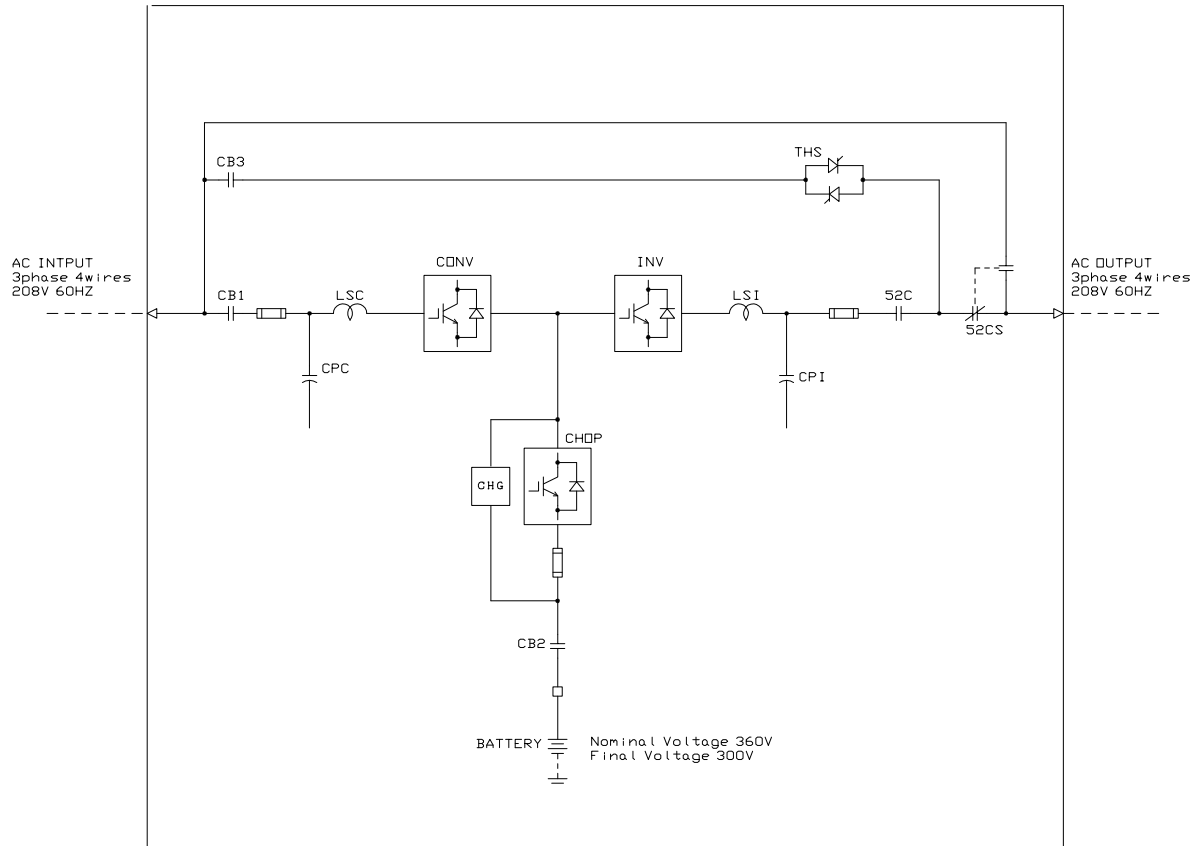 CB3
THS
AC INTPUT
3phase 4wires
208V 60HZ
CB1
LSC
CONV
INV
LSI
52C
52CS
AC OUTPUT
3phase 4wires
208V 60HZ
CPC
CPI
CHOP
CHG
CB2
BATTERY
Nominal Voltage 360V
Final Voltage 300V